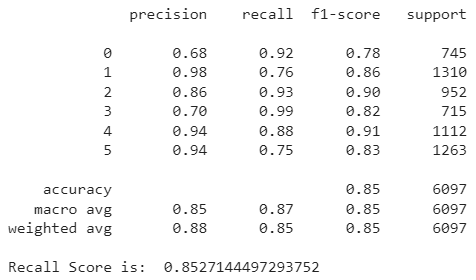 precision recall f1-score support
0 0.68 0.92 0.78 745
1 0.98 0.76 0.86 1310
2 0.86 0.93 0.90 952
3 0.70 0.99 0.82 715
4 0.94 0.88 0.91 1112
5 0.94 0.75 0.83 1263
accuracy 0.85 6097
macro avg 0.85 0.87 0.85 6097
weighted avg 0.88 0.85 0.85 6097
Recall Score is: 0.8527144497293752